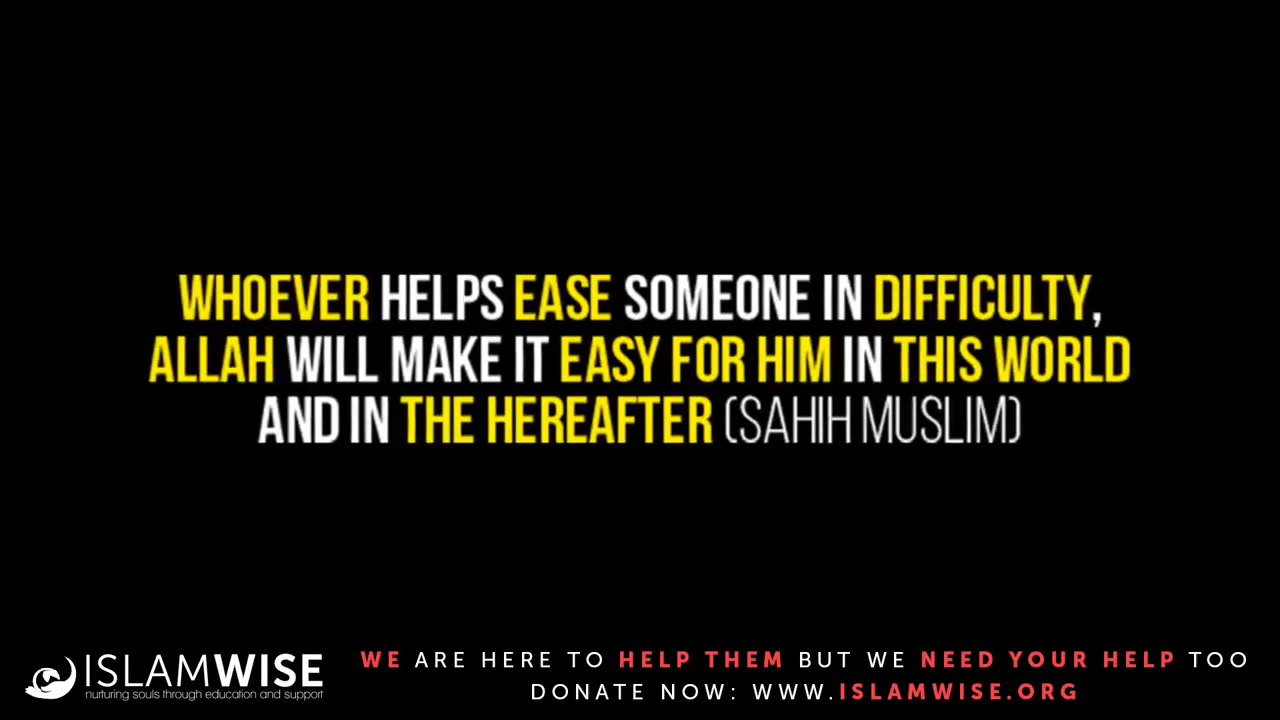 WHOEVER HELPS EASE SOMEONE IN DIFFICULTY,
ALLAH WILL MAKE IT EASY FOR HIM IN THIS WORLD
AND IN THE HEREAFTER (SAHIH MUSLIM)
ISLAMWISE
nurturing souls through education and support
WE ARE HERE TO HELP THEM BUT WE NEED YOUR HELP TOO
DONATE NOW: WWW.ISLAMWISE.ORG